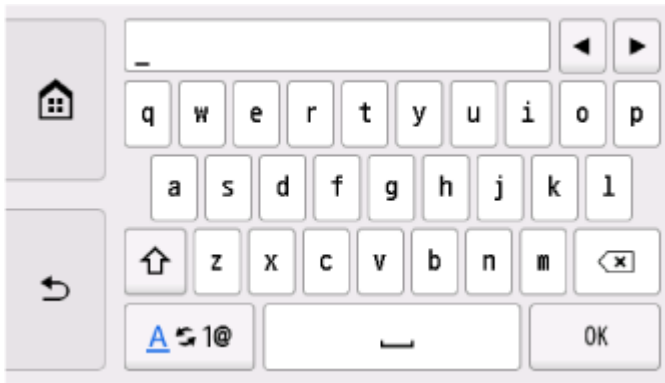 _
q w e r t y u i o p
a s d f g h j k l
z x c v b n m
A 1@ OK